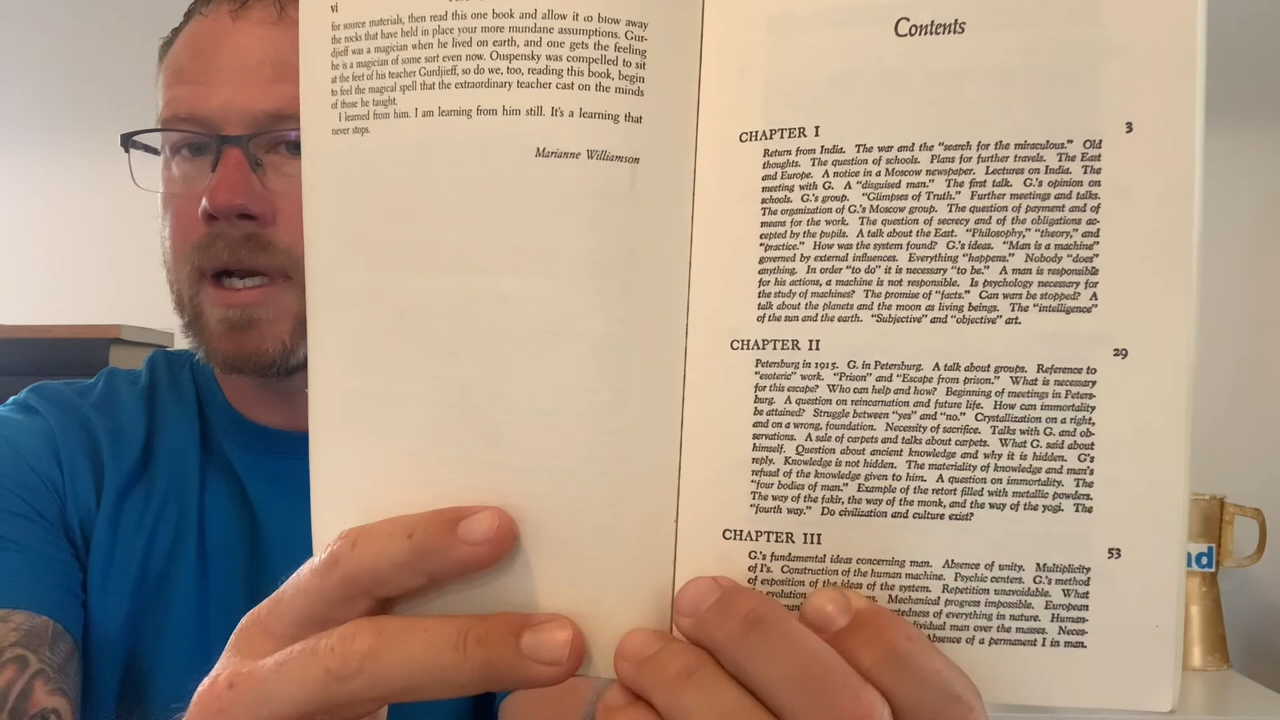 vi
for source materials, then read this one book and allow it to blow away
the rocks that have held in place your more mundane assumptions. Gur-
djieff was a magician when he lived on earth, and one gets the feeling
he is a magician of some sort even now. Ouspensky was compelled to sit
at the feet of his teacher Gurdjieff, so do we, too, reading this book, begin
to feel the magical spell that the extraordinary teacher cast on the minds
of those he taught.
I learned from him. I am learning from him still. It's a learning that
never stops.
Marianne Williamson
Contents
CHAPTER I 3
Return from India. The war and the "search for the miraculous." Old
thoughts. The question of schools. Plans for further travels. The East
and Europe. A notice in a Moscow newspaper. Lectures on India. The
meeting with G. A "disguised man." The first talk. G.'s opinion on
schools. G.'s group. "Glimpses of Truth." Further meetings and talks.
The organization of G.'s Moscow group. The question of payment and of
means for the work. The question of secrecy and of the obligations ac-
cepted by the pupils. A talk about the East. "Philosophy," "theory," and
"practice." How was the system found? G.'s ideas. "Man is a machine"
governed by external influences. Everything "happens." Nobody "does"
anything. In order "to do" it is necessary "to be." A man is responsible
for his actions, a machine is not responsible. Is psychology necessary for
the study of machines? The promise of "facts." Can wars be stopped? A
talk about the planets and the moon as living beings. The "intelligence"
of the sun and the earth. "Subjective" and "objective" art.
CHAPTER II 29
Petersburg in 1915. G. in Petersburg. A talk about groups. Reference to
"esoteric" work. "Prison" and "Escape from prison." What is necessary
for this escape? Who can help and how? Beginning of meetings in Peters-
burg. A question on reincarnation and future life. How can immortality
be attained? Struggle between "yes" and "no." Crystallization on a right,
and on a wrong, foundation. Necessity of sacrifice. Talks with G. and ob-
servations. A sale of carpets and talks about carpets. What G. said about
himself. Question about ancient knowledge and why it is hidden. G's
reply. Knowledge is not hidden. The materiality of knowledge and man's
refusal of the knowledge given to him. A question on immortality. The
"four bodies of man." Example of the retort filled with metallic powders.
The way of the fakir, the way of the monk, and the way of the yogi. The
"fourth way." Do civilization and culture exist?
CHAPTER III 53
G.'s fundamental ideas concerning man. Absence of unity. Multiplicity
of I's. Construction of the human machine. Psychic centers. G.'s method
of exposition of the ideas of the system. Repetition unavoidable. What
evolution Mechanical progress impossible. European
man' tedness of everything in nature. Human-
ividual man over the masses. Neces-
Absence of a permanent I in man.
nd